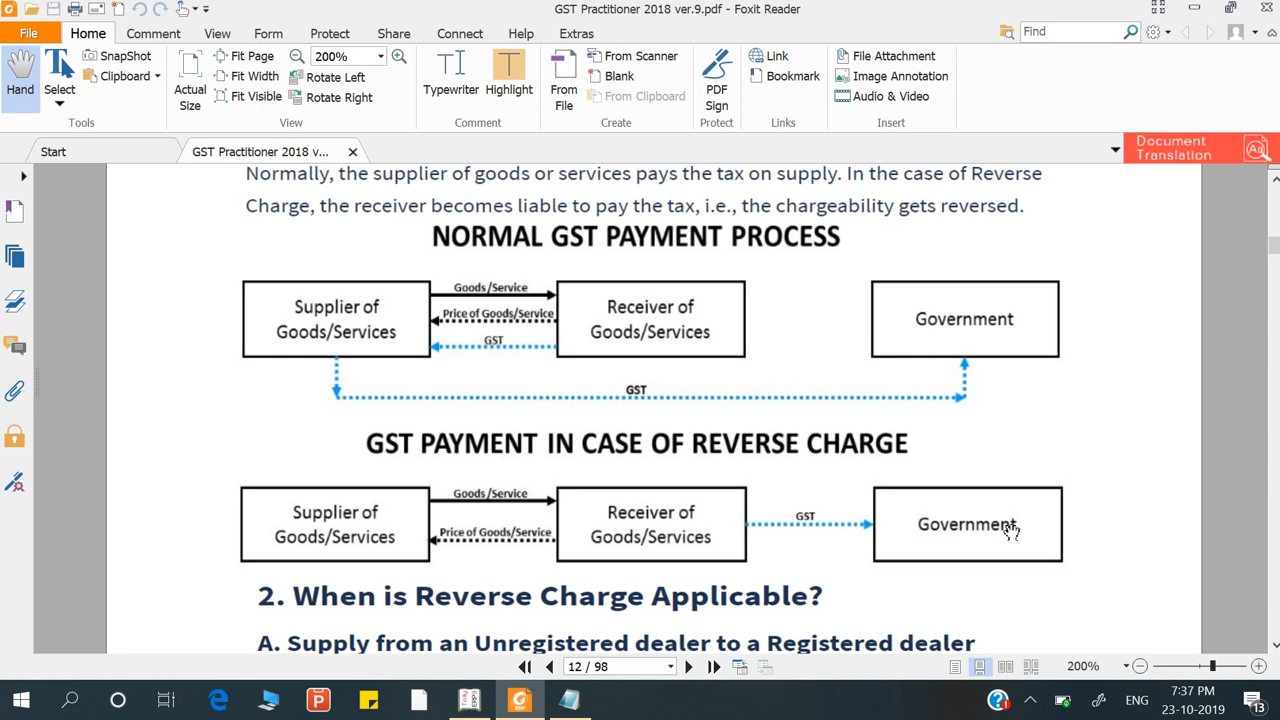 GST Practitioner 2018 ver.9.pdf - Foxit Reader
File Home Comment View Form Protect Share Connect Help Extras Find
Hand
Select
SnapShot
Clipboard
Tools
Actual Size
Fit Page
Fit Width
Fit Visible
200%
Rotate Left
Rotate Right
View
Typewriter
Highlight
Comment
From File
From Scanner
Blank
From Clipboard
Create
PDF Sign
Protect
Link
Bookmark
Links
File Attachment
Image Annotation
Audio & Video
Insert
Start
GST Practitioner 2018 v...
Document
Translation
Normally, the supplier of goods or services pays the tax on supply. In the case of Reverse
Charge, the receiver becomes liable to pay the tax, i.e., the chargeability gets reversed.
NORMAL GST PAYMENT PROCESS
Supplier of
Goods/Services
Goods/Service
Price of Goods/Service
GST
Receiver of
Goods/Services
Government
GST
GST PAYMENT IN CASE OF REVERSE CHARGE
Supplier of
Goods/Services
Goods/Service
Price of Goods/Service
Receiver of
Goods/Services
GST
Government
2. When is Reverse Charge Applicable?
A. Supply from an Unregistered dealer to a Registered dealer
12 / 98
200%
ENG
7:37 PM
23-10-2019
13